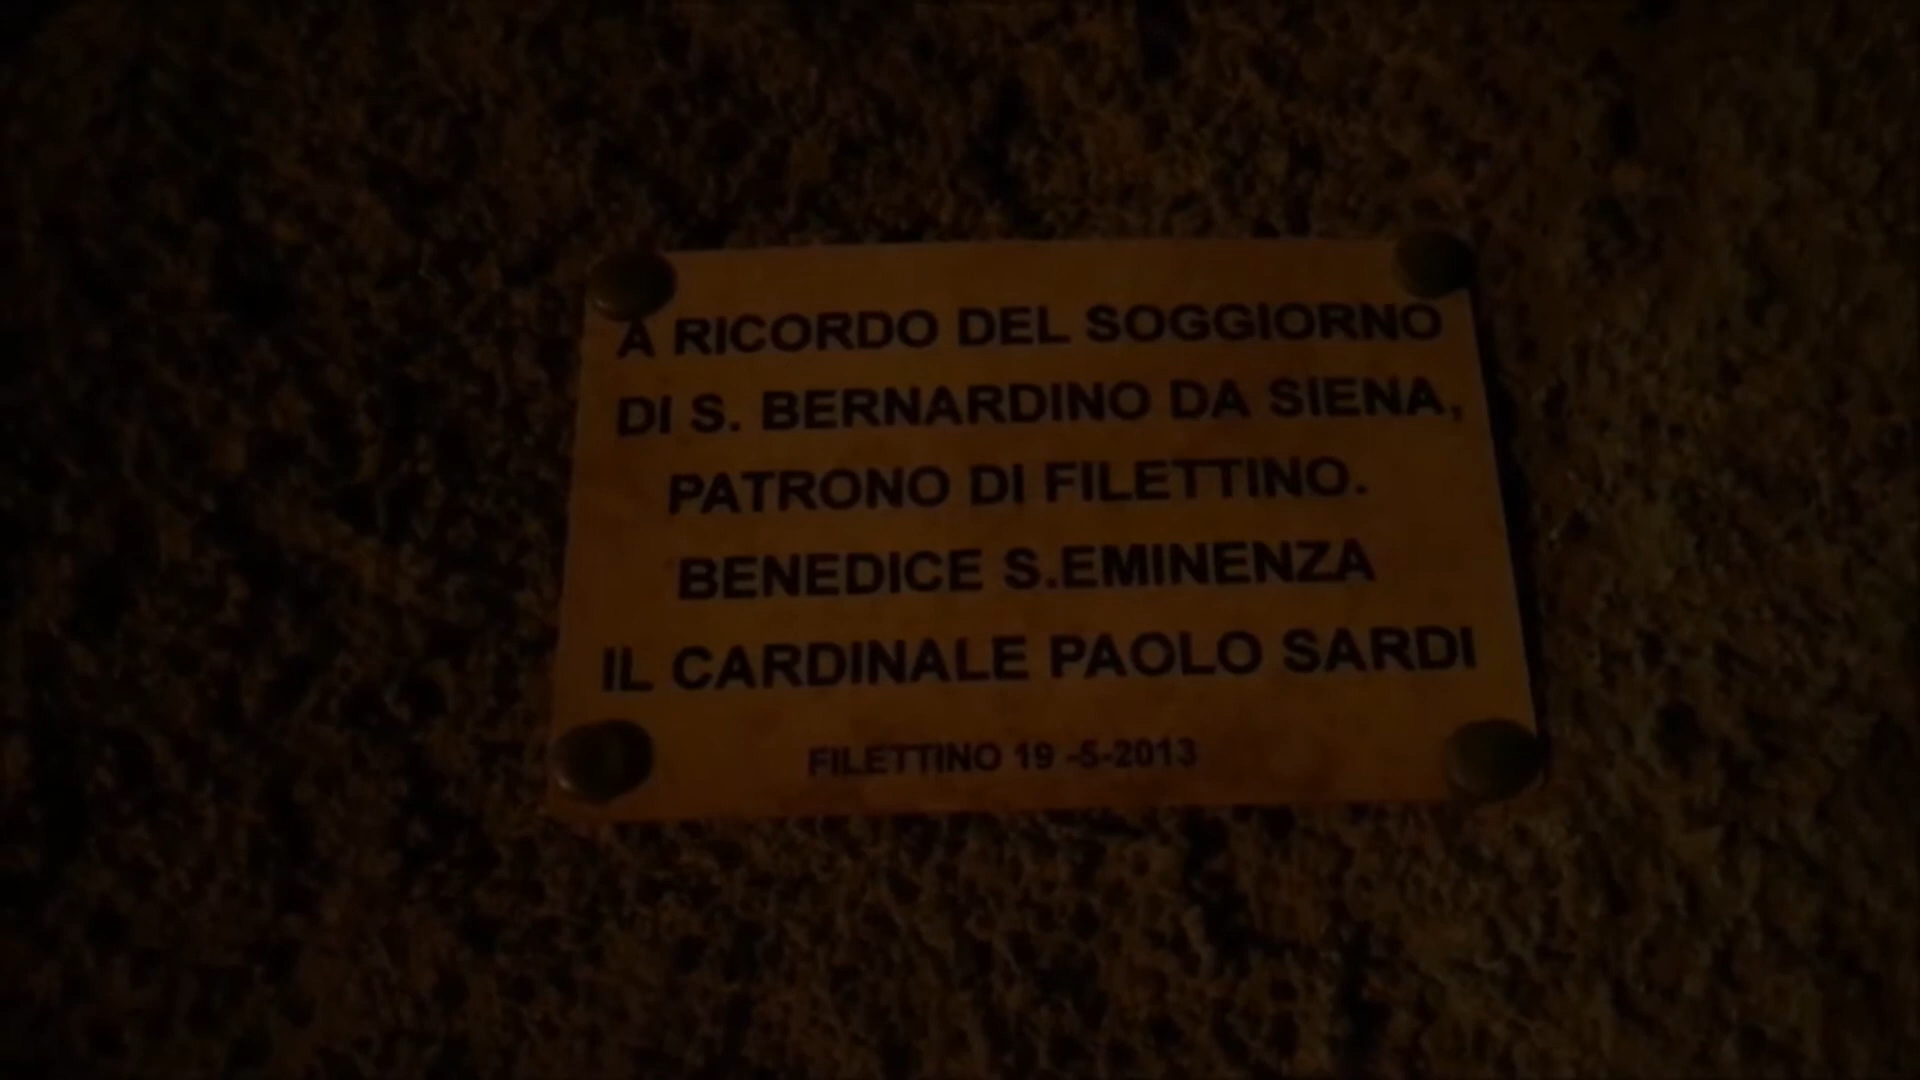 A RICORDO DEL SOGGIORNO
DI S. BERNARDINO DA SIENA,
PATRONO DI FILETTINO.
BENEDICE S.EMINENZA
IL CARDINALE PAOLO SARDI
FILETTINO 19 -5-2013